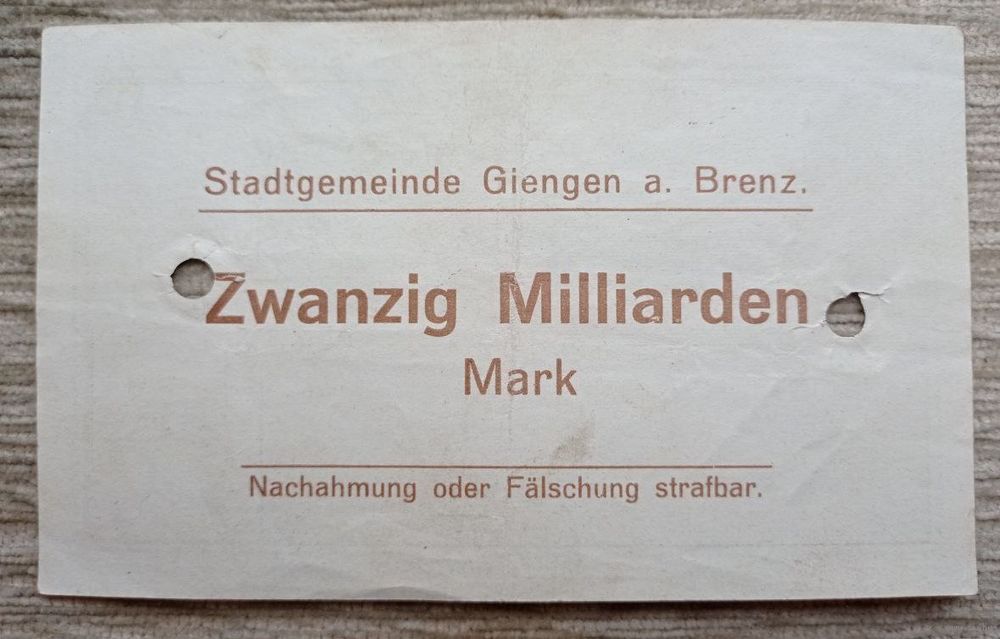 Stadtgemeinde Giengen a. Brenz.
Zwanzig Milliarden
Mark
Nachahmung oder Fälschung strafbar.